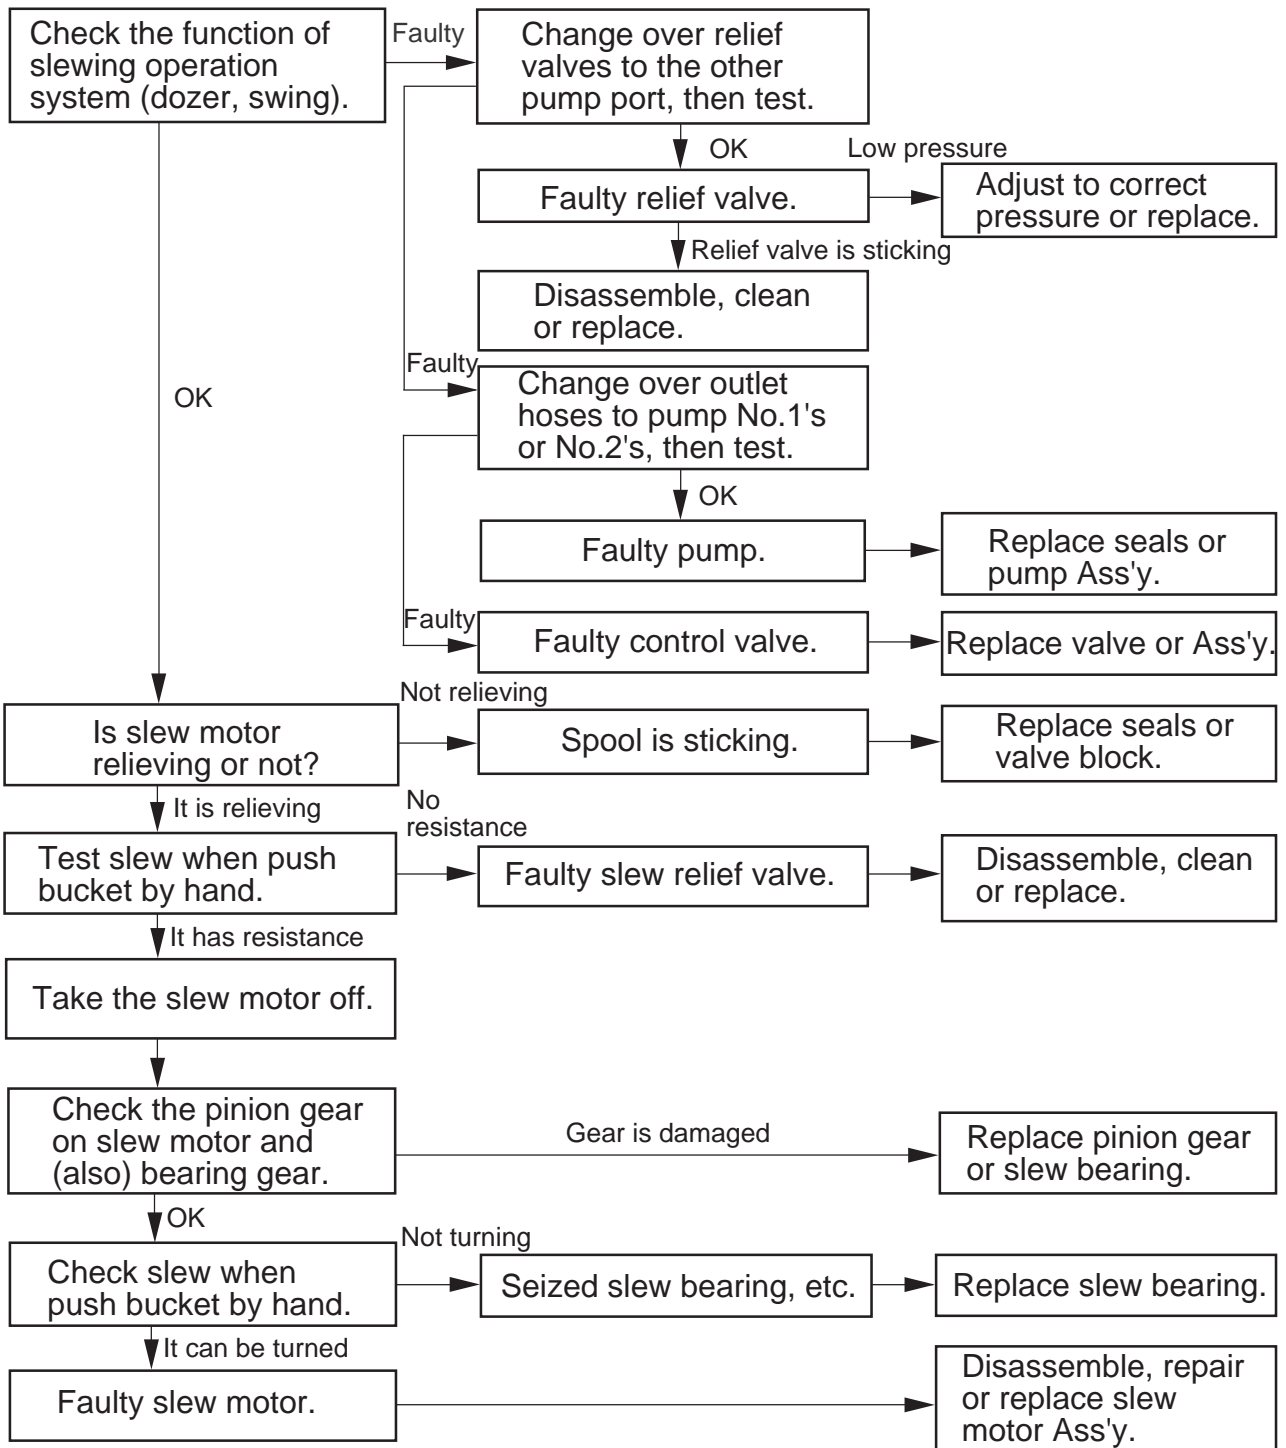 Check the function of
slewing operation
system (dozer, swing).
Faulty
Change over relief
valves to the other
pump port, then test.
OK
Low pressure
Faulty relief valve.
Adjust to correct
pressure or replace.
Relief valve is sticking
Disassemble, clean
or replace.
Faulty
OK
Change over outlet
hoses to pump No.1's
or No.2's, then test.
OK
Faulty pump.
Replace seals or
pump Ass'y.
Faulty
Faulty control valve.
Replace valve or Ass'y.
Not relieving
Is slew motor
relieving or not?
Spool is sticking.
Replace seals or
valve block.
It is relieving
No
resistance
Test slew when push
bucket by hand.
Faulty slew relief valve.
Disassemble, clean
or replace.
It has resistance
Take the slew motor off.
Check the pinion gear
on slew motor and
(also) bearing gear.
Gear is damaged
Replace pinion gear
or slew bearing.
OK
Not turning
Check slew when
push bucket by hand.
Seized slew bearing, etc.
Replace slew bearing.
It can be turned
Faulty slew motor.
Disassemble, repair
or replace slew
motor Ass'y.